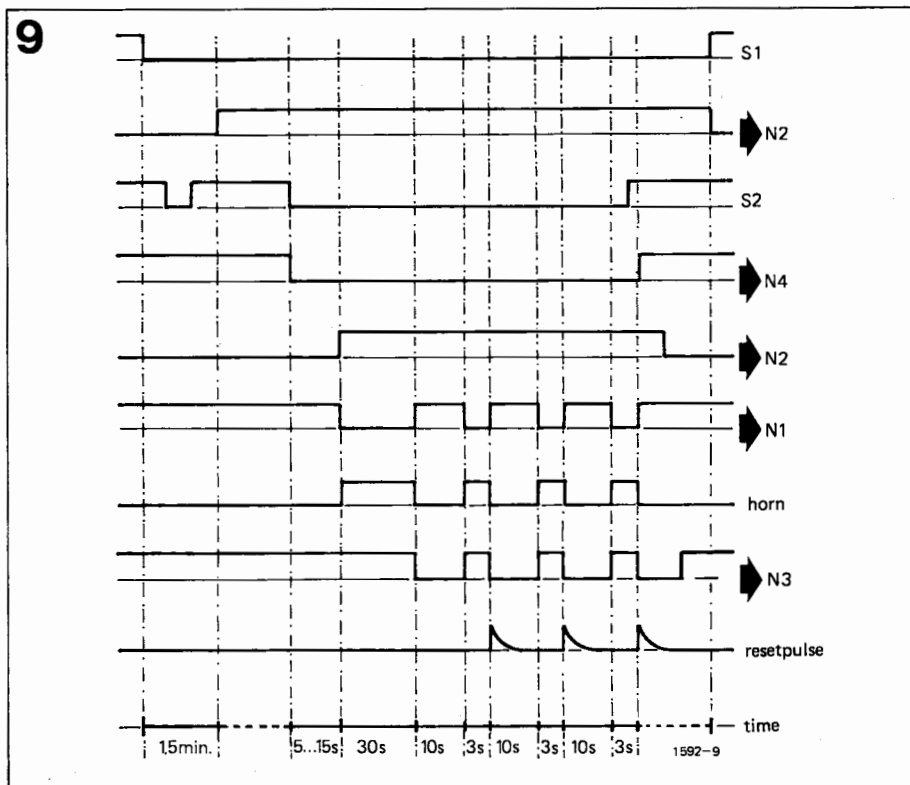 9
S1
N2
S2
N4
N2
N1
horn
N3
resetpulse
time
1,5min. 5...15s 30s 10s 3s 10s 3s 10s 3s 1592-9